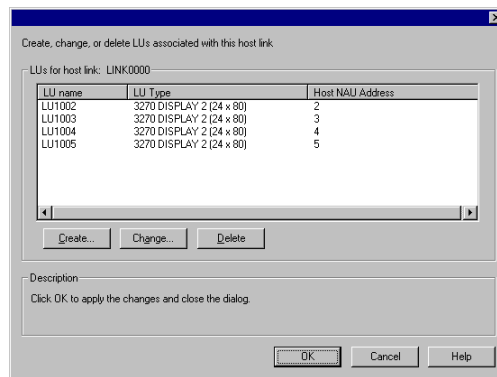 Create, change, or delete LUs associated with this host link
LUs for host link: LINK0000
LU name LU Type Host NAU Address
LU1002 3270 DISPLAY 2 (24 x 80) 2
LU1003 3270 DISPLAY 2 (24 x 80) 3
LU1004 3270 DISPLAY 2 (24 x 80) 4
LU1005 3270 DISPLAY 2 (24 x 80) 5
Create... Change... Delete
Description
Click OK to apply the changes and close the dialog.
OK Cancel Help